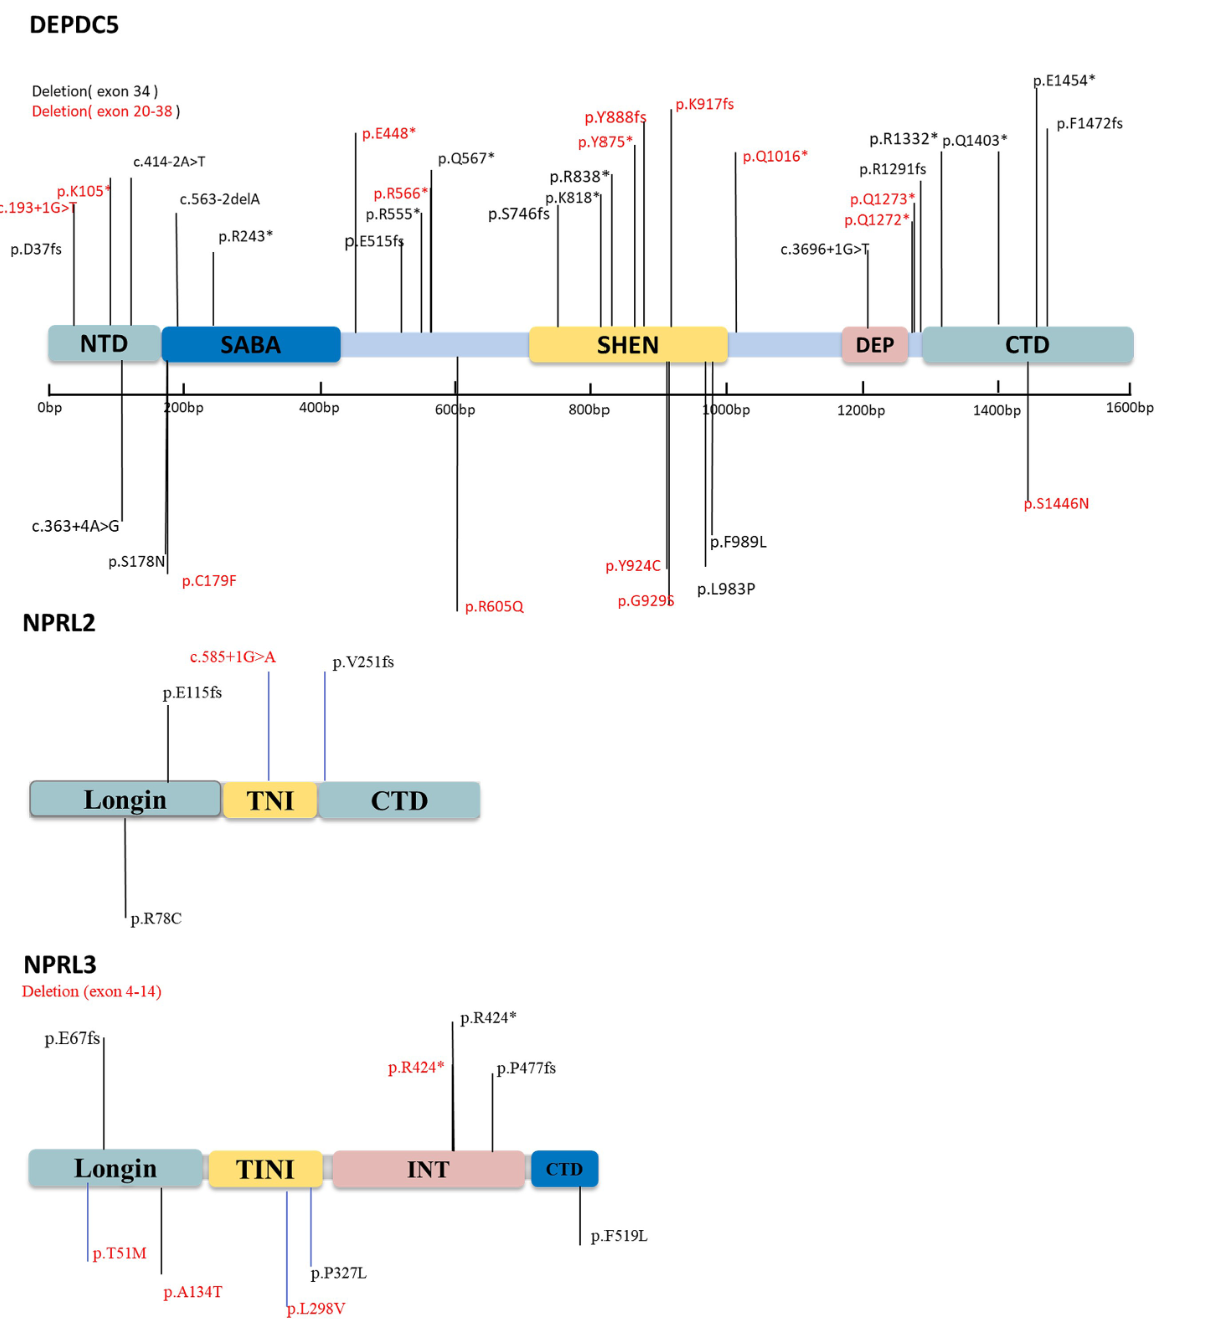 DEPDC5
Deletion( exon 34 )
Deletion( exon 20-38 )
p.E1454*
p.K917fs
p.Y888fs
p.F1472fs
p.E448*
p.R1332*
p.Q1403*
p.Y875*
c.414-2A>T
p.Q567*
p.Q1016*
p.R1291fs
p.R838*
p.K105*
p.R566*
c.563-2delA
p.K818*
p.Q1273*
c.193+1G>T
p.R555*
p.S746fs
p.Q1272*
p.R243*
p.E515fs
p.D37fs
c.3696+1G>T
NTD
SABA
SHEN
DEP
CTD
0bp
200bp
400bp
600bp
800bp
1000bp
1200bp
1400bp
1600bp
p.S1446N
c.363+4A>G
p.F989L
p.S178N
p.Y924C
p.C179F
p.L983P
p.G929S
p.R605Q
NPRL2
c.585+1G>A
p.V251fs
p.E115fs
Longin
TNI
CTD
p.R78C
NPRL3
Deletion (exon 4-14)
p.R424*
p.E67fs
p.R424*
p.P477fs
Longin
TINI
INT
CTD
p.F519L
p.T51M
p.P327L
p.A134T
p.L298V